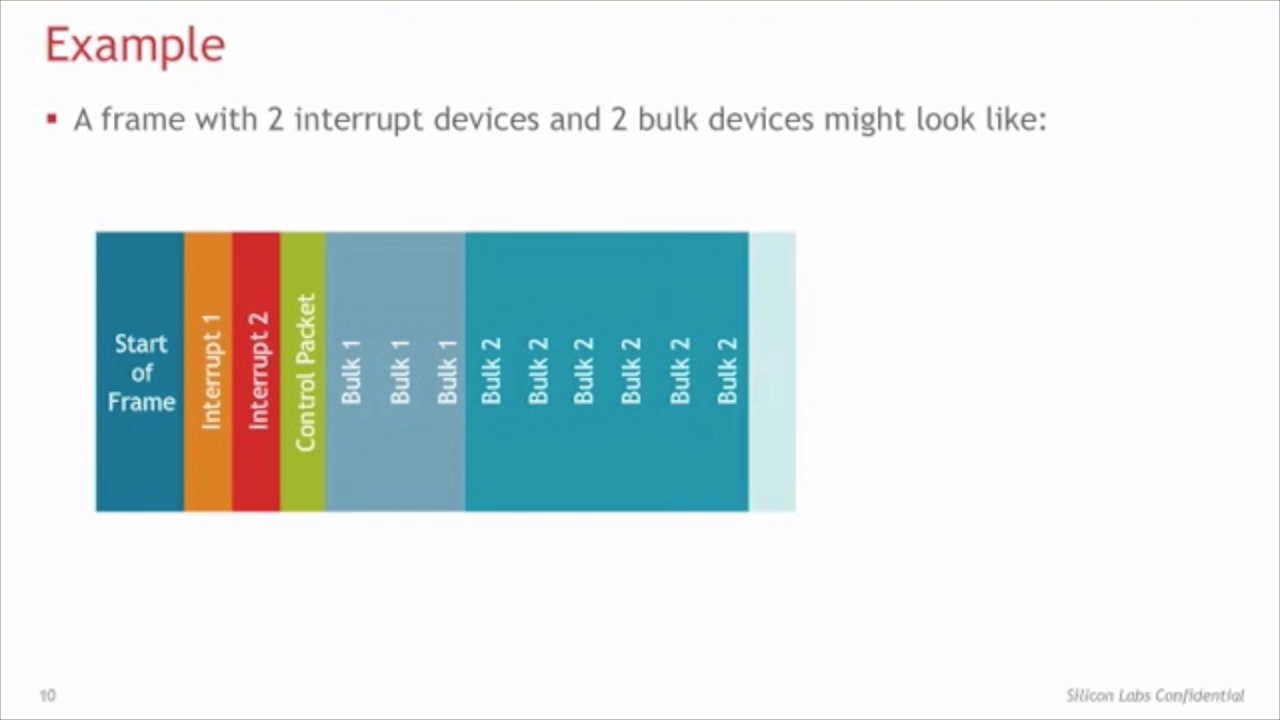 Example
▪ A frame with 2 interrupt devices and 2 bulk devices might look like:
Start
of
Frame
Interrupt 1
Interrupt 2
Control Packet
Bulk 1
Bulk 1
Bulk 1
Bulk 2
Bulk 2
Bulk 2
Bulk 2
Bulk 2
Bulk 2
10
Silicon Labs Confidential